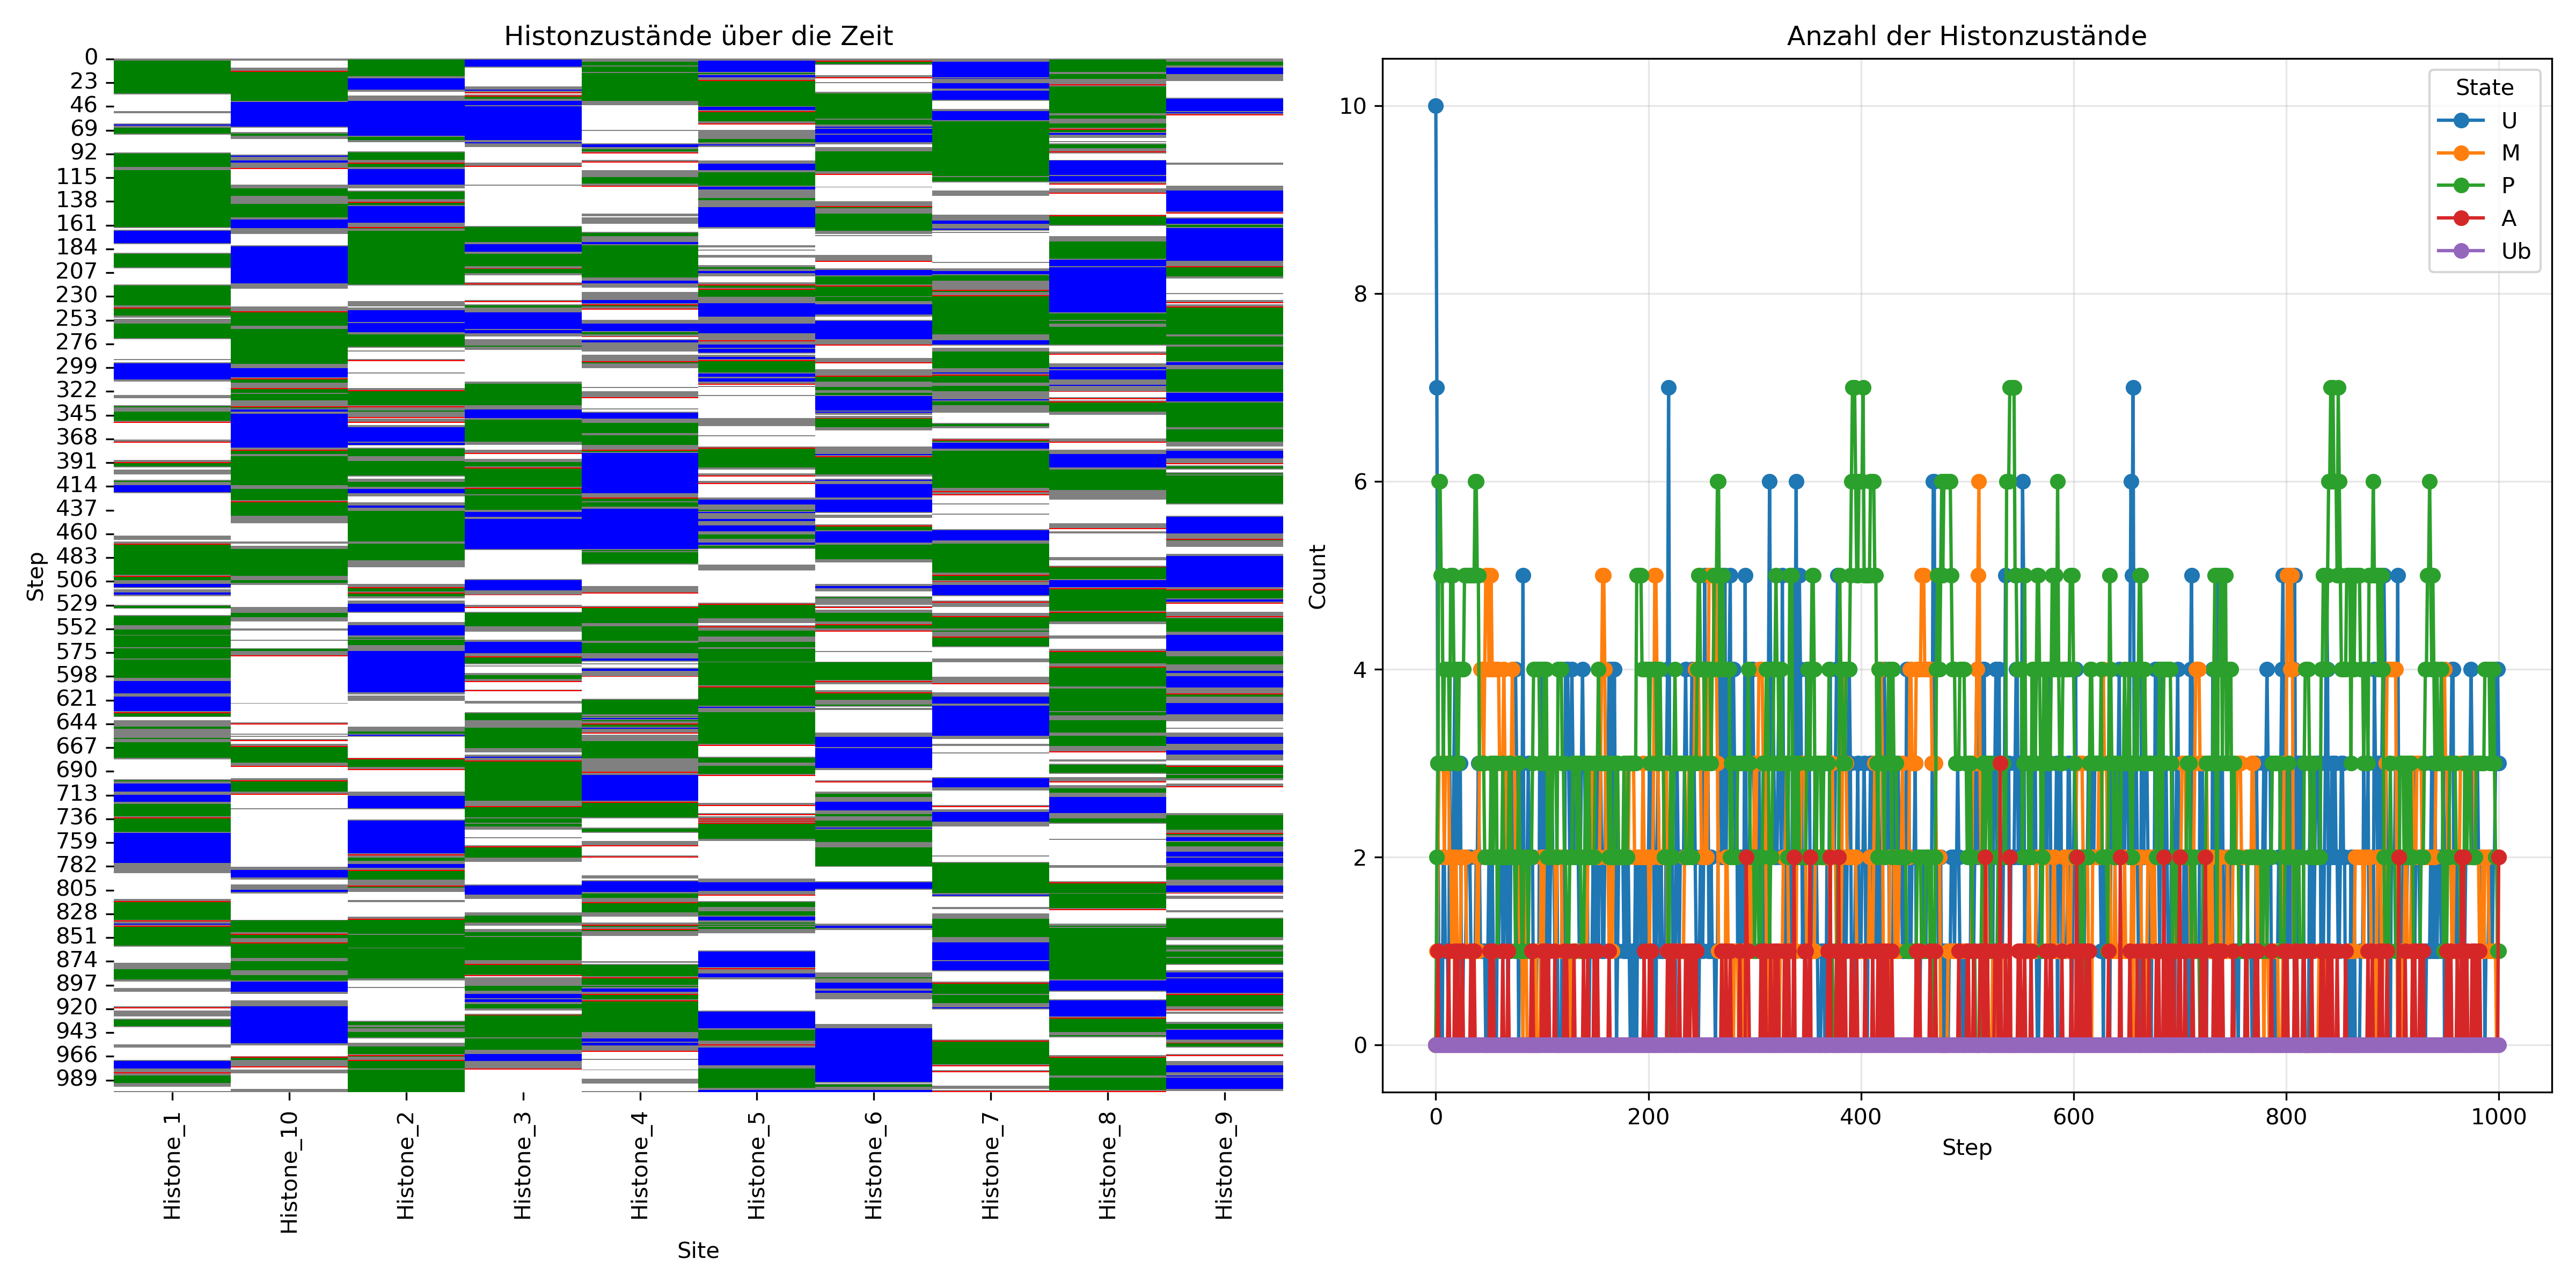 Histonzustände über die Zeit
Step
0
23
46
69
92
115
138
161
184
207
230
253
276
299
322
345
368
391
414
437
460
483
506
529
552
575
598
621
644
667
690
713
736
759
782
805
828
851
874
897
920
943
966
989
Histone_1
Histone_10
Histone_2
Histone_3
Histone_4
Histone_5
Histone_6
Histone_7
Histone_8
Histone_9
Site
Anzahl der Histonzustände
Count
10
8
6
4
2
0
0 200 400 600 800 1000
Step
State
U
M
P
A
Ub